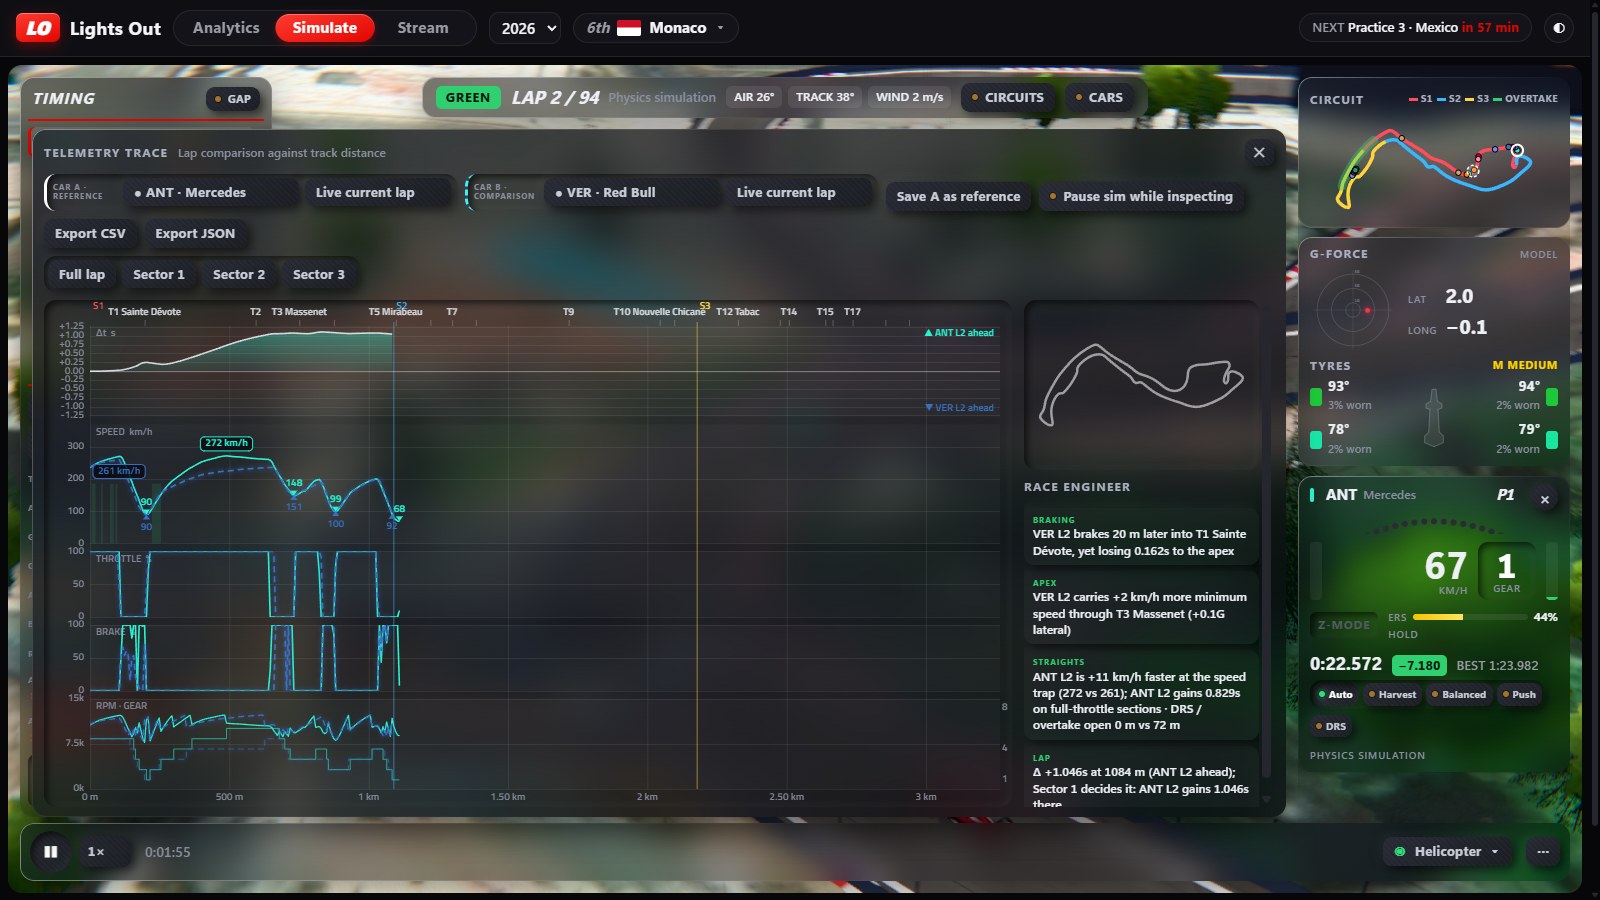 LO Lights Out Analytics Simulate Stream 2026 6th Monaco NEXT Practice 3 · Mexico in 57 min
TIMING GAP
GREEN LAP 2 / 94 Physics simulation AIR 26° TRACK 38° WIND 2 m/s CIRCUITS CARS
TELEMETRY TRACE Lap comparison against track distance
CAR A · REFERENCE ANT · Mercedes Live current lap CAR B · COMPARISON VER · Red Bull Live current lap Save A as reference Pause sim while inspecting
Export CSV Export JSON
Full lap Sector 1 Sector 2 Sector 3
S1 S2 S3
T1 Sainte Dévote T2 T3 Massenet T5 Mirabeau T7 T9 T10 Nouvelle Chicane T12 Tabac T14 T15 T17
Δt s
+1.25
+1.00
+0.75
+0.50
+0.25
0.00
−0.25
−0.50
−0.75
−1.00
−1.25
▲ ANT L2 ahead
▼ VER L2 ahead
SPEED km/h
300
200
100
0
272 km/h
261 km/h
90 148 99 68
90 151 100 92
THROTTLE %
100
50
0
BRAKE
100
50
0
RPM · GEAR
15k
7.5k
0k
8
4
1
0 m 500 m 1 km 1.50 km 2 km 2.50 km 3 km
RACE ENGINEER
BRAKING
VER L2 brakes 20 m later into T1 Sainte
Dévote, yet losing 0.162s to the apex
APEX
VER L2 carries +2 km/h more minimum
speed through T3 Massenet (+0.1G
lateral)
STRAIGHTS
ANT L2 is +11 km/h faster at the speed
trap (272 vs 261); ANT L2 gains 0.829s
on full-throttle sections · DRS /
overtake open 0 m vs 72 m
LAP
Δ +1.046s at 1084 m (ANT L2 ahead);
Sector 1 decides it: ANT L2 gains 1.046s
there
CIRCUIT S1 S2 S3 OVERTAKE
G-FORCE MODEL
LAT 2.0
LONG −0.1
TYRES M MEDIUM
93° 94°
3% worn 2% worn
78° 79°
2% worn 2% worn
ANT Mercedes P1
67 1
KM/H GEAR
Z-MODE ERS 44%
HOLD
0:22.572 −7.180 BEST 1:23.982
Auto Harvest Balanced Push
DRS
PHYSICS SIMULATION
1× 0:01:55 Helicopter